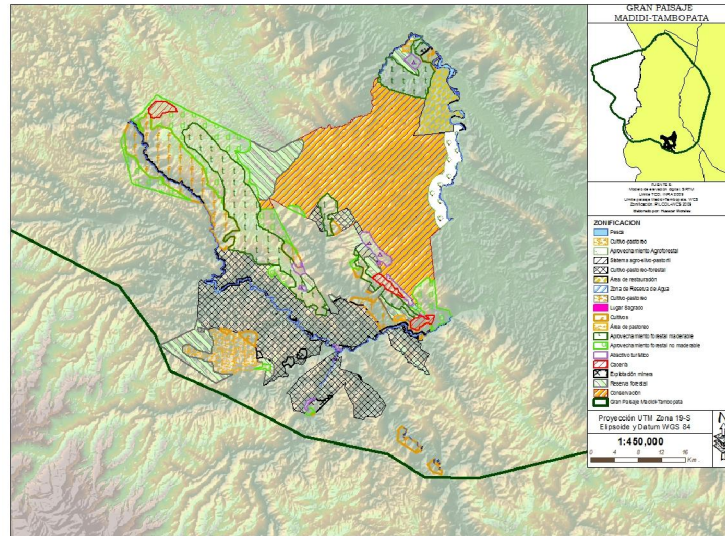 GRAN PAISAJE
MADIDI-TAMBOPATA
ZONIFICACION
Pesca
Cultivo-pastoreo
Aprovechamiento Agroforestal
Sistema agro-silvo-pastoril
Cultivo-pastoreo-forestal
Área de restauración
Zona de Reserva de Agua
Cultivo-pastoreo
Lugar Sagrado
Cultivos
Área de pastoreo
Aprovechamiento forestal maderable
Aprovechamiento forestal no maderable
Atractivo turístico
Cacería
Explotación minera
Reserva forestal
Conservación
Gran Paisaje Madidi-Tambopata
Proyección UTM Zona 19-S
Elipsoide y Datum WGS 84
1:450,000
0 4 8 12 16
Km.
N